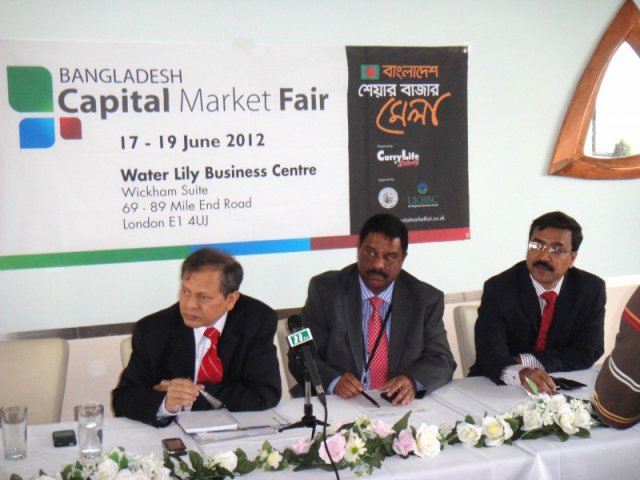 BANGLADESH
Capital Market Fair
17 - 19 June 2012
Water Lily Business Centre
Wickham Suite
69 - 89 Mile End Road
London E1 4UJ
বাংলাদেশ
শেয়ার বাজার
মেলা
CurryLife
UKBBC